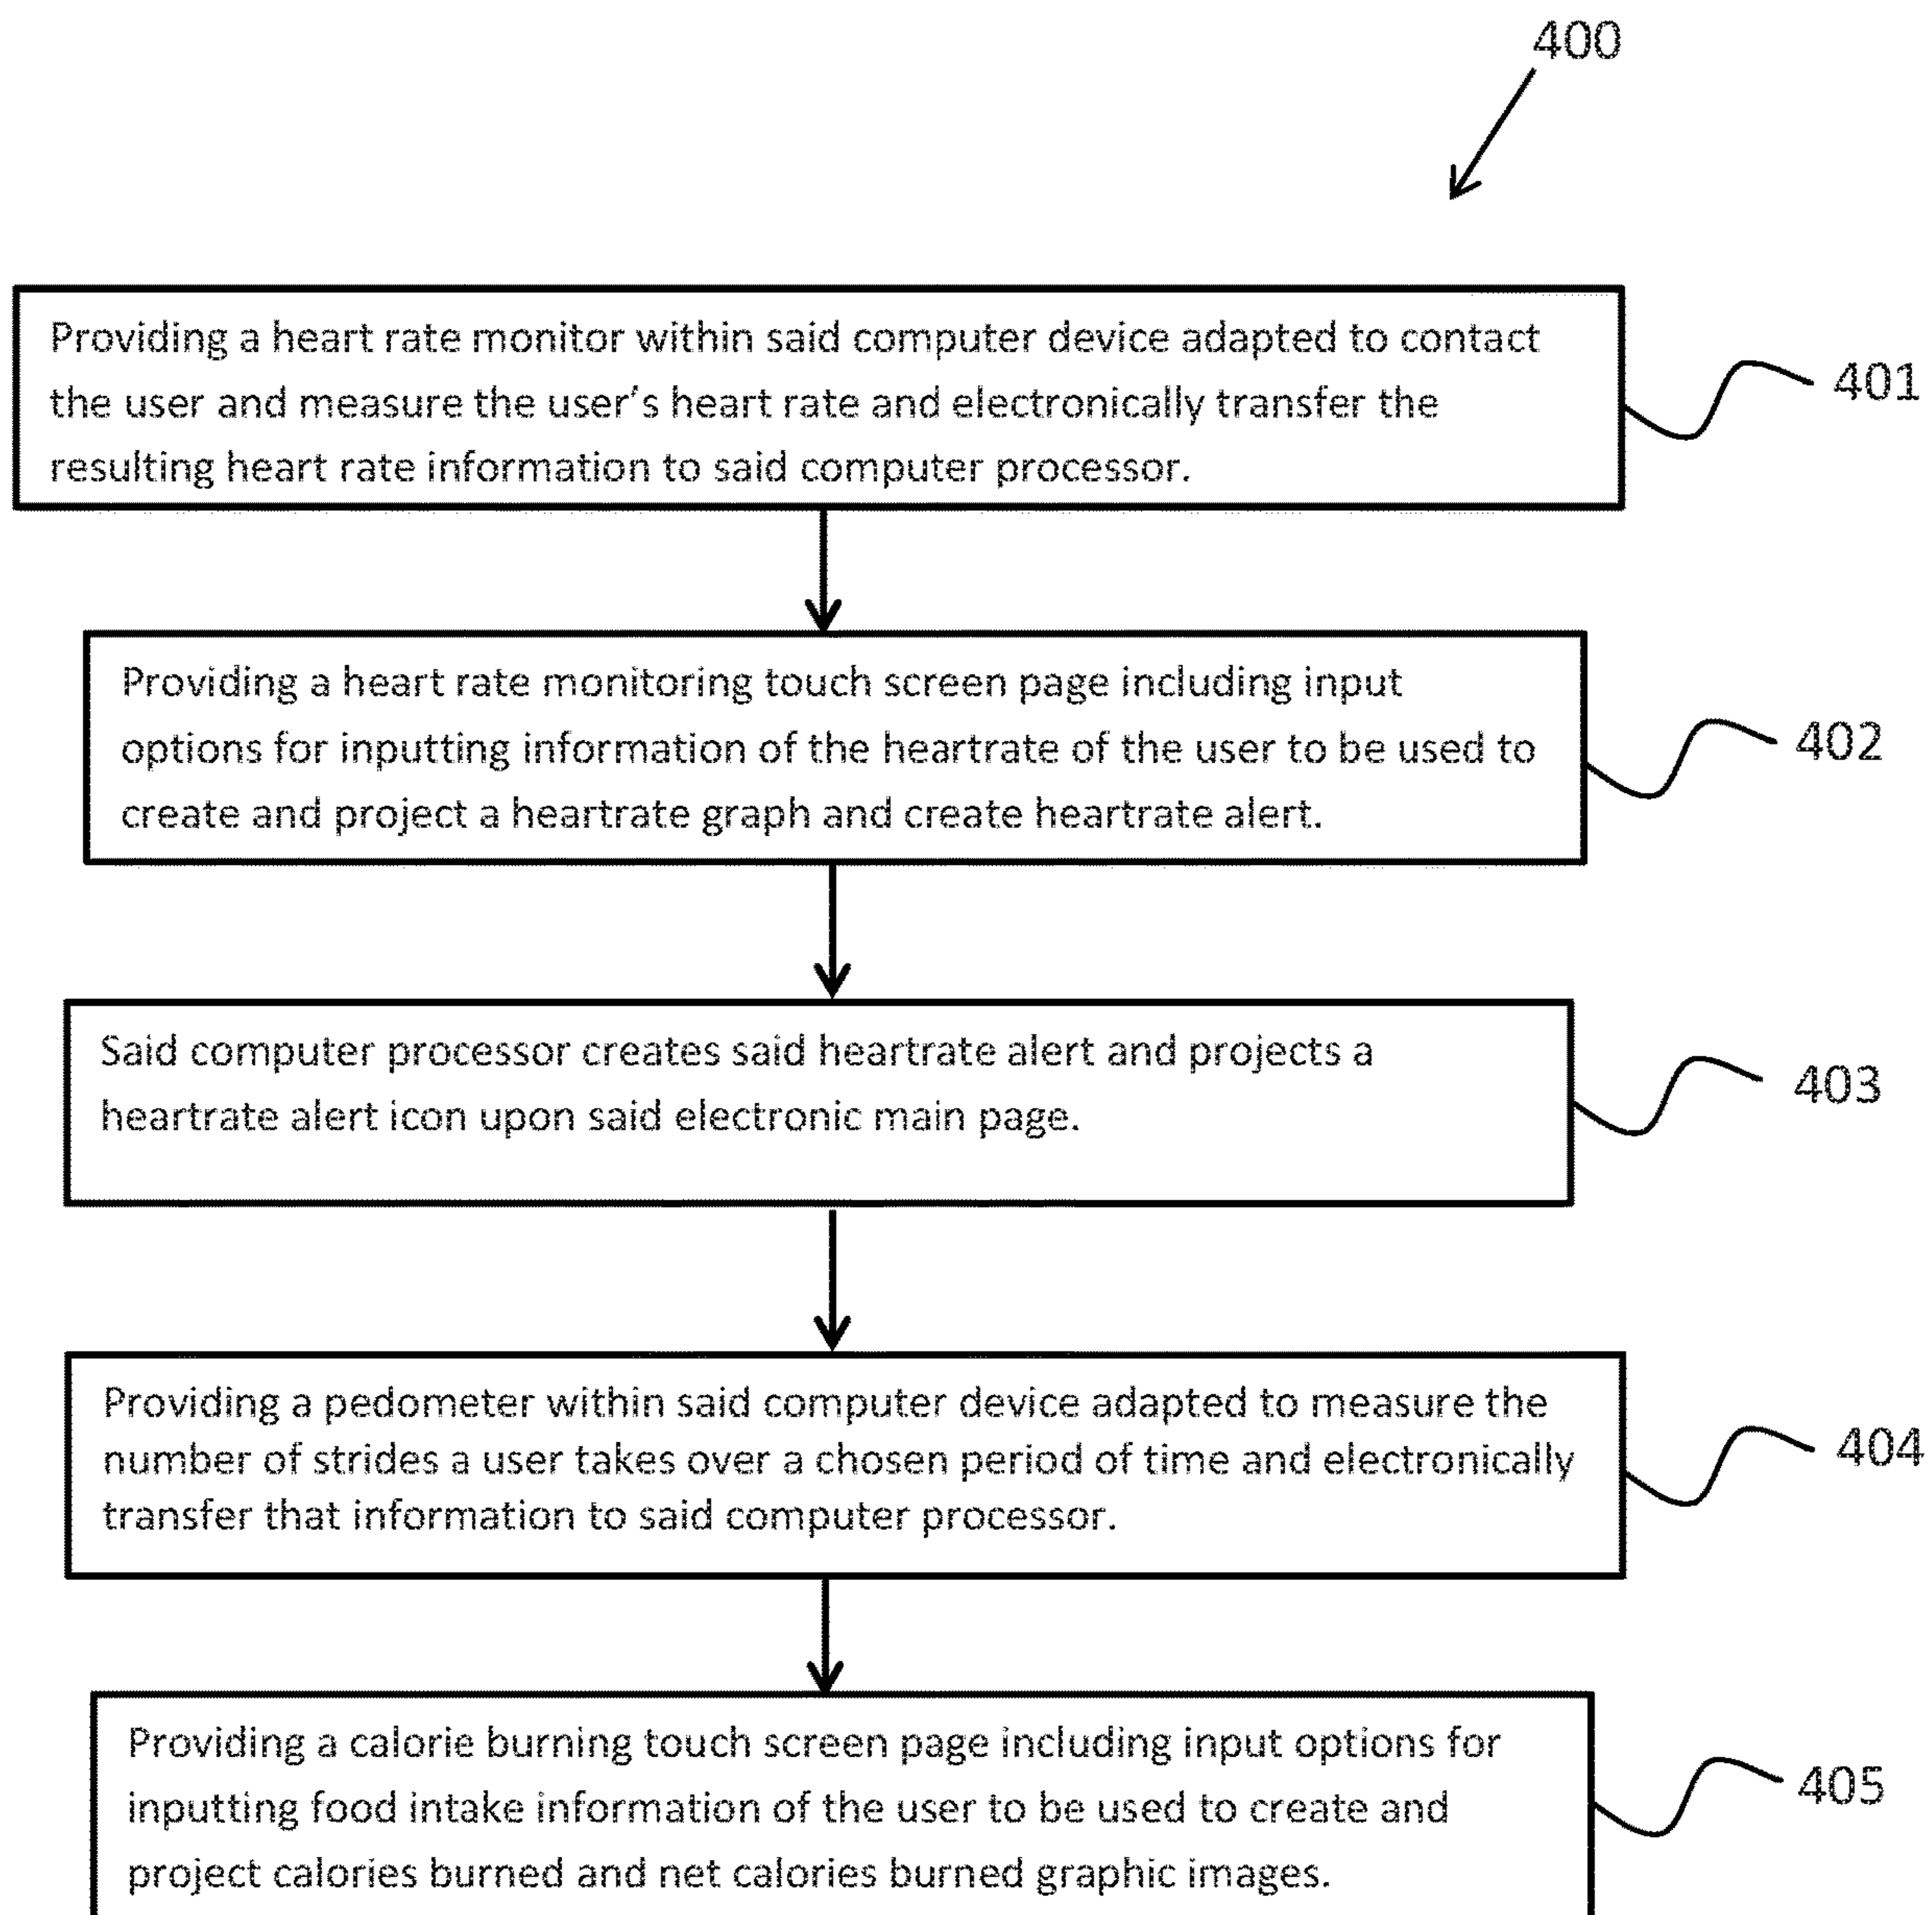 400
Providing a heart rate monitor within said computer device adapted to contact
the user and measure the user's heart rate and electronically transfer the
resulting heart rate information to said computer processor.
401
Providing a heart rate monitoring touch screen page including input
options for inputting information of the heartrate of the user to be used to
create and project a heartrate graph and create heartrate alert.
402
Said computer processor creates said heartrate alert and projects a
heartrate alert icon upon said electronic main page.
403
Providing a pedometer within said computer device adapted to measure the
number of strides a user takes over a chosen period of time and electronically
transfer that information to said computer processor.
404
Providing a calorie burning touch screen page including input options for
inputting food intake information of the user to be used to create and
project calories burned and net calories burned graphic images.
405